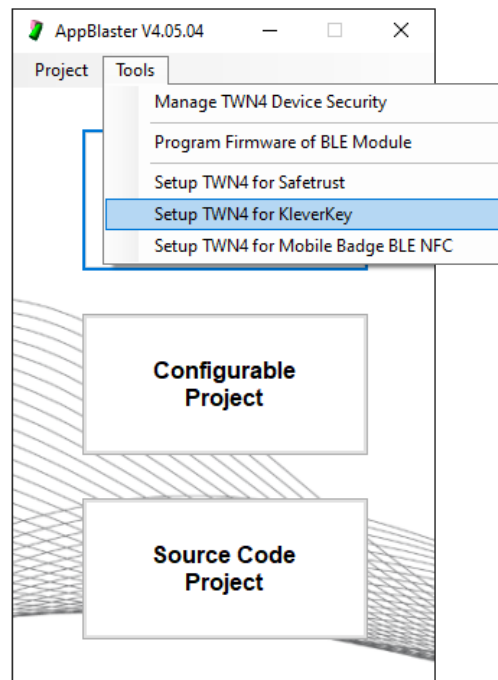 AppBlaster V4.05.04
Project Tools
Manage TWN4 Device Security
Program Firmware of BLE Module
Setup TWN4 for Safetrust
Setup TWN4 for KleverKey
Setup TWN4 for Mobile Badge BLE NFC
Configurable
Project
Source Code
Project